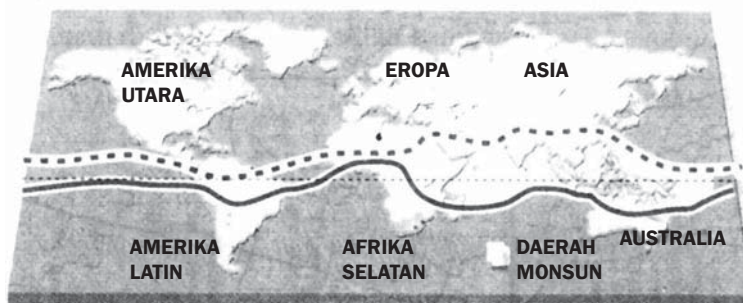 AMERIKA
UTARA
EROPA
ASIA
AMERIKA
LATIN
AFRIKA
SELATAN
DAERAH
MONSUN
AUSTRALIA